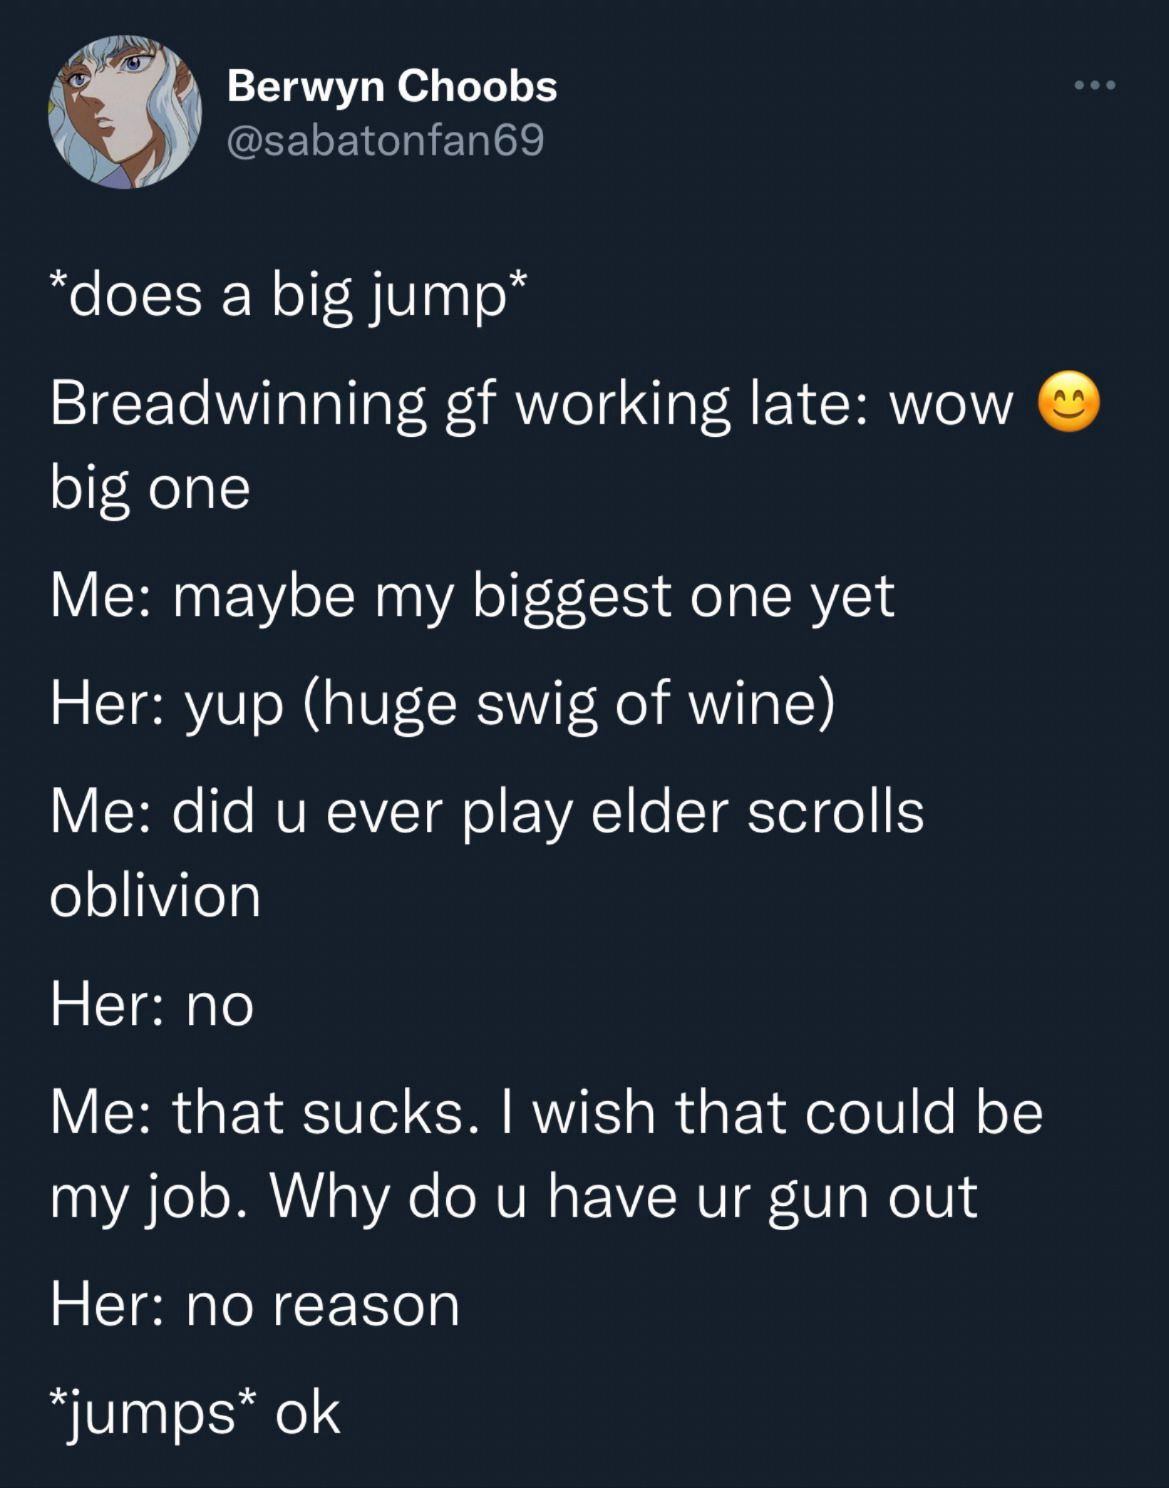 Berwyn Choobs
@sabatonfan69
*does a big jump*
Breadwinning gf working late: wow 😊
big one
Me: maybe my biggest one yet
Her: yup (huge swig of wine)
Me: did u ever play elder scrolls
oblivion
Her: no
Me: that sucks. I wish that could be
my job. Why do u have ur gun out
Her: no reason
*jumps* ok